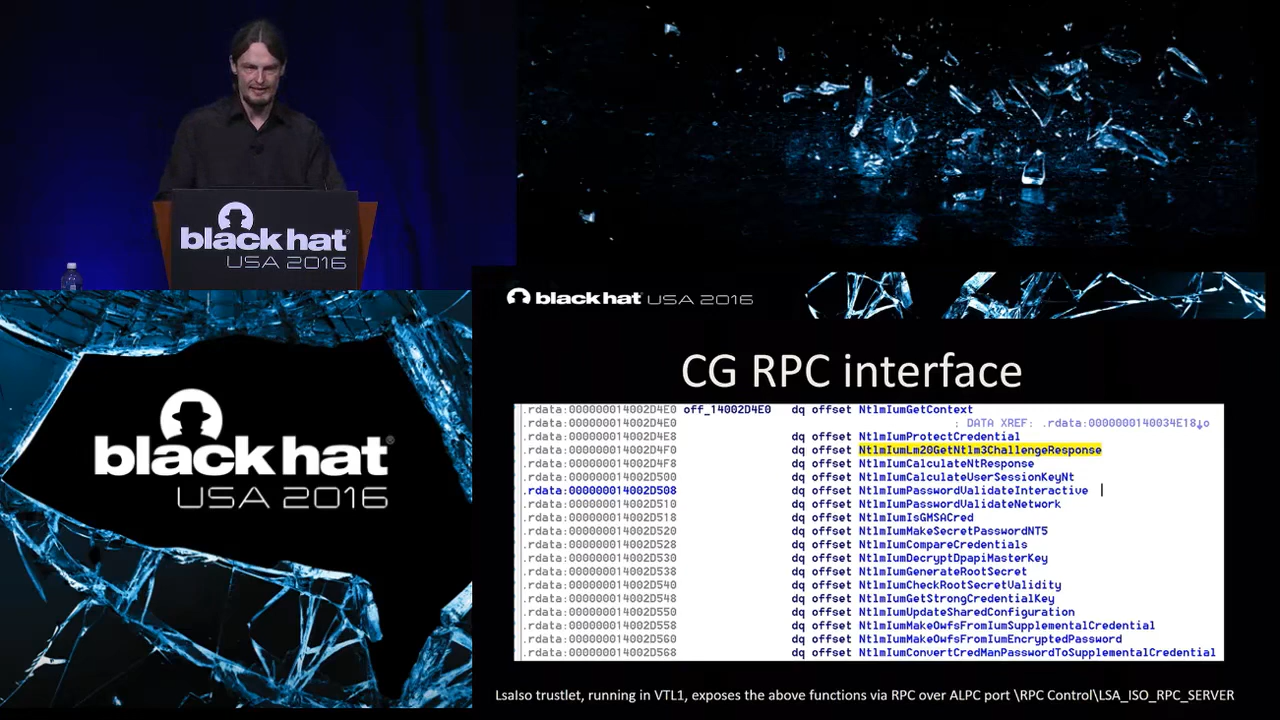 black hat
USA 2016
black hat USA 2016
black hat®
USA 2016
CG RPC interface
.rdata:000000014002D4E0 off_14002D4E0 dq offset NtlmIumGetContext
.rdata:000000014002D4E0 ; DATA XREF: .rdata:0000000140034E18↓o
.rdata:000000014002D4E8 dq offset NtlmIumProtectCredential
.rdata:000000014002D4F0 dq offset NtlmIumLm20GetNtlm3ChallengeResponse
.rdata:000000014002D4F8 dq offset NtlmIumCalculateNtResponse
.rdata:000000014002D500 dq offset NtlmIumCalculateUserSessionKeyNt
.rdata:000000014002D508 dq offset NtlmIumPasswordValidateInteractive
.rdata:000000014002D510 dq offset NtlmIumPasswordValidateNetwork
.rdata:000000014002D518 dq offset NtlmIumIsGMSACred
.rdata:000000014002D520 dq offset NtlmIumMakeSecretPasswordNT5
.rdata:000000014002D528 dq offset NtlmIumCompareCredentials
.rdata:000000014002D530 dq offset NtlmIumDecryptDpapiMasterKey
.rdata:000000014002D538 dq offset NtlmIumGenerateRootSecret
.rdata:000000014002D540 dq offset NtlmIumCheckRootSecretValidity
.rdata:000000014002D548 dq offset NtlmIumGetStrongCredentialKey
.rdata:000000014002D550 dq offset NtlmIumUpdateSharedConfiguration
.rdata:000000014002D558 dq offset NtlmIumMakeOwfsFromIumSupplementalCredential
.rdata:000000014002D560 dq offset NtlmIumMakeOwfsFromIumEncryptedPassword
.rdata:000000014002D568 dq offset NtlmIumConvertCredManPasswordToSupplementalCredential
LsaIso trustlet, running in VTL1, exposes the above functions via RPC over ALPC port \RPC Control\LSA_ISO_RPC_SERVER